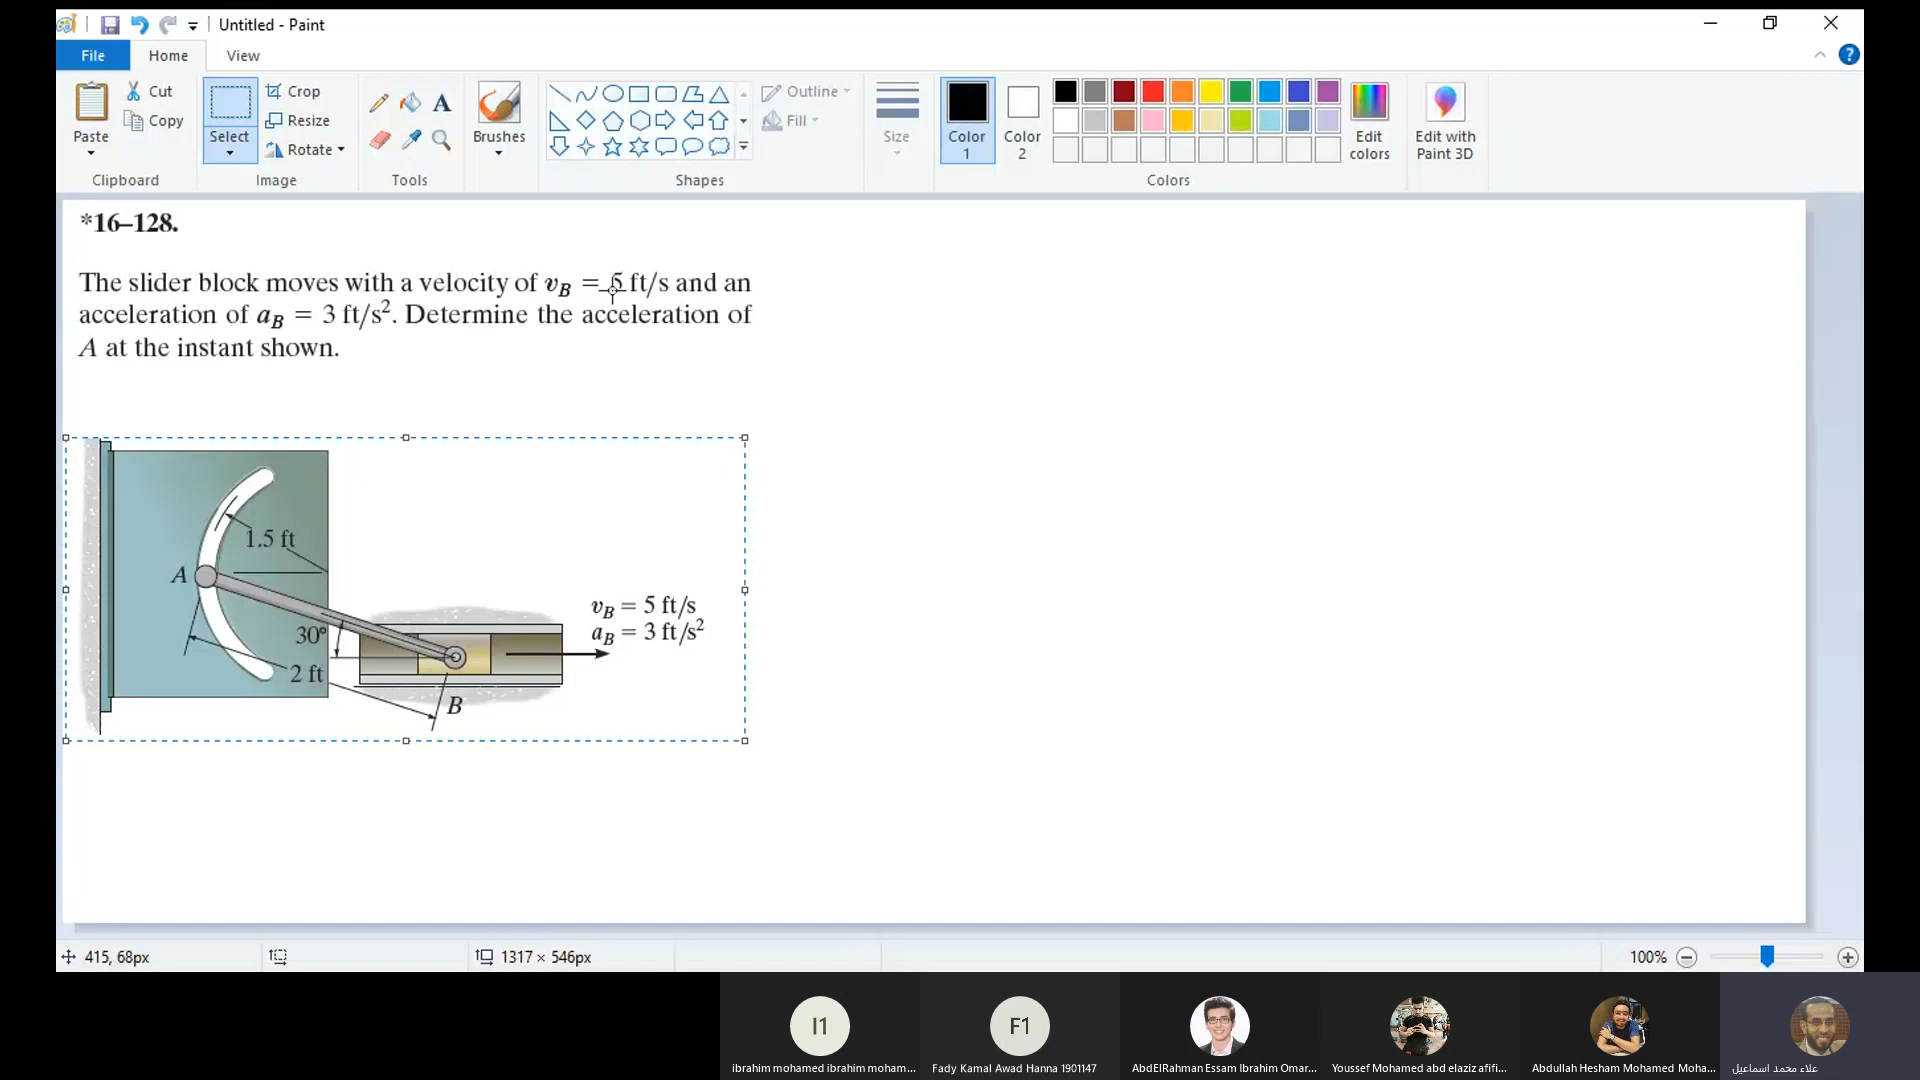 Untitled - Paint
File
Home
View
Paste
Cut
Copy
Clipboard
Select
Crop
Resize
Rotate
Image
A
Tools
Brushes
Shapes
Outline
Fill
Size
Color 1
Color 2
Edit colors
Edit with Paint 3D
Colors
*16–128.
The slider block moves with a velocity of v_B = 5 ft/s and an
acceleration of a_B = 3 ft/s². Determine the acceleration of
A at the instant shown.
1.5 ft
A
30°
2 ft
B
v_B = 5 ft/s
a_B = 3 ft/s²
415, 68px
1317 × 546px
100%
I1
F1
ibrahim mohamed ibrahim moham...
Fady Kamal Awad Hanna 1901147
AbdElRahman Essam Ibrahim Omar...
Youssef Mohamed abd elaziz afifi...
Abdullah Hesham Mohamed Moha...
علاء محمد اسماعيل